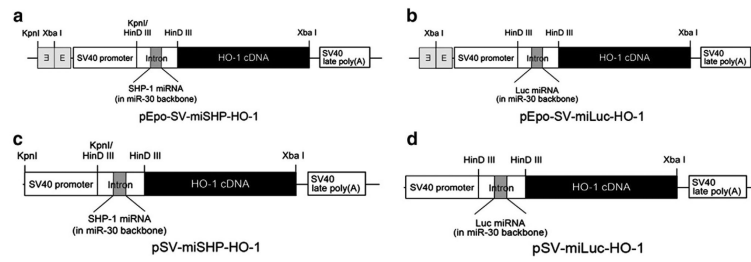 a
KpnI/
KpnI Xba I HinD III HinD III Xba I
E E SV40 promoter Intron HO-1 cDNA SV40
late poly(A)
SHP-1 miRNA
(in miR-30 backbone)
pEpo-SV-miSHP-HO-1
b
Xba I HinD III HinD III Xba I
E E SV40 promoter Intron HO-1 cDNA SV40
late poly(A)
Luc miRNA
(in miR-30 backbone)
pEpo-SV-miLuc-HO-1
c
KpnI/
KpnI HinD III HinD III Xba I
SV40 promoter Intron HO-1 cDNA SV40
late poly(A)
SHP-1 miRNA
(in miR-30 backbone)
pSV-miSHP-HO-1
d
HinD III HinD III Xba I
SV40 promoter Intron HO-1 cDNA SV40
late poly(A)
Luc miRNA
(in miR-30 backbone)
pSV-miLuc-HO-1